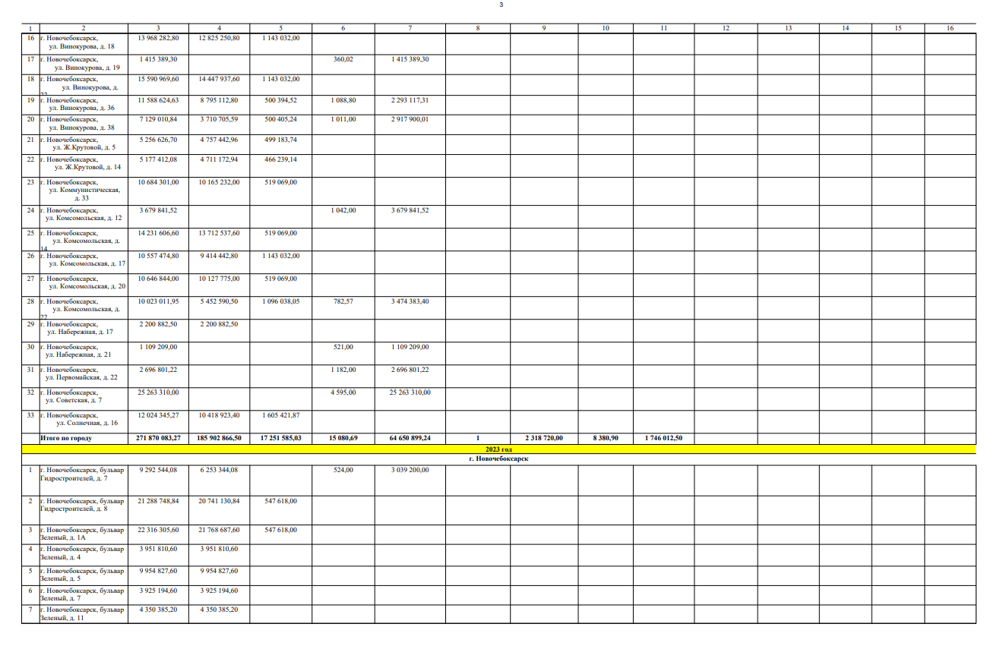 3
1 2 3 4 5 6 7 8 9 10 11 12 13 14 15 16
16 г. Новочебоксарск, 13 968 282,80 12 825 250,80 1 143 032,00
ул. Винокурова, д. 18
17 г. Новочебоксарск, 1 415 389,30 360,02 1 415 389,30
ул. Винокурова, д. 19
18 г. Новочебоксарск, 15 590 969,60 14 447 937,60 1 143 032,00
ул. Винокурова, д.
22
19 г. Новочебоксарск, 11 588 624,63 8 795 112,80 500 394,52 1 088,80 2 293 117,31
ул. Винокурова, д. 36
20 г. Новочебоксарск, 7 129 010,84 3 710 705,59 500 405,24 1 011,00 2 917 900,01
ул. Винокурова, д. 38
21 г. Новочебоксарск, 5 256 626,70 4 757 442,96 499 183,74
ул. Ж.Крутовой, д. 5
22 г. Новочебоксарск, 5 177 412,08 4 711 172,94 466 239,14
ул. Ж.Крутовой, д. 14
23 г. Новочебоксарск, 10 684 301,00 10 165 232,00 519 069,00
ул. Коммунистическая,
д. 33
24 г. Новочебоксарск, 3 679 841,52 1 042,00 3 679 841,52
ул. Комсомольская, д. 12
25 г. Новочебоксарск, 14 231 606,60 13 712 537,60 519 069,00
ул. Комсомольская, д.
14
26 г. Новочебоксарск, 10 557 474,80 9 414 442,80 1 143 032,00
ул. Комсомольская, д. 17
27 г. Новочебоксарск, 10 646 844,00 10 127 775,00 519 069,00
ул. Комсомольская, д. 20
28 г. Новочебоксарск, 10 023 011,95 5 452 590,50 1 096 038,05 782,57 3 474 383,40
ул. Комсомольская, д.
22
29 г. Новочебоксарск, 2 200 882,50 2 200 882,50
ул. Набережная, д. 17
30 г. Новочебоксарск, 1 109 209,00 521,00 1 109 209,00
ул. Набережная, д. 21
31 г. Новочебоксарск, 2 696 801,22 1 182,00 2 696 801,22
ул. Первомайская, д. 22
32 г. Новочебоксарск, 25 263 310,00 4 595,00 25 263 310,00
ул. Советская, д. 7
33 г. Новочебоксарск, 12 024 345,27 10 418 923,40 1 605 421,87
ул. Солнечная, д. 16
Итого по городу 271 870 083,27 185 902 866,50 17 251 585,03 15 080,69 64 650 899,24 1 2 318 720,00 8 380,90 1 746 012,50
2023 год
г. Новочебоксарск
1 г. Новочебоксарск, бульвар 9 292 544,08 6 253 344,08 524,00 3 039 200,00
Гидростроителей, д. 7
2 г. Новочебоксарск, бульвар 21 288 748,84 20 741 130,84 547 618,00
Гидростроителей, д. 8
3 г. Новочебоксарск, бульвар 22 316 305,60 21 768 687,60 547 618,00
Зеленый, д. 1А
4 г. Новочебоксарск, бульвар 3 951 810,60 3 951 810,60
Зеленый, д. 4
5 г. Новочебоксарск, бульвар 9 954 827,60 9 954 827,60
Зеленый, д. 5
6 г. Новочебоксарск, бульвар 3 925 194,60 3 925 194,60
Зеленый, д. 7
7 г. Новочебоксарск, бульвар 4 350 385,20 4 350 385,20
Зеленый, д. 11